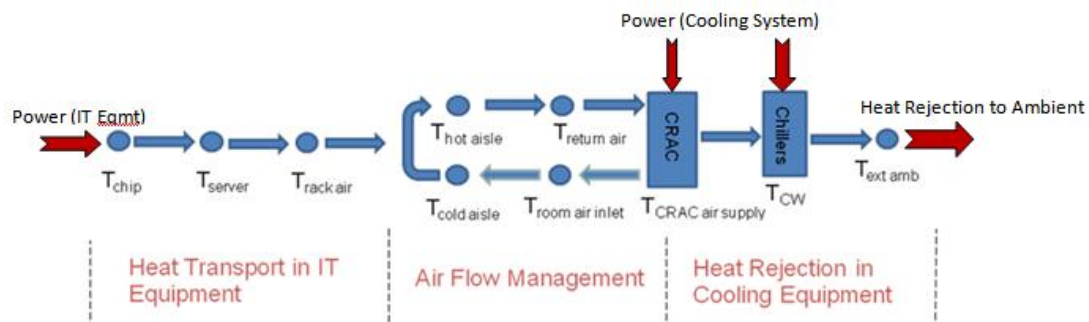 Power (Cooling System)
Power (IT Eqmt)
Heat Rejection to Ambient
T hot aisle
T return air
CRAC
Chillers
T chip
T server
T rack air
T ext amb
T cold aisle
T room air inlet
T CRAC air supply
T CW
Heat Transport in IT
Equipment
Air Flow Management
Heat Rejection in
Cooling Equipment